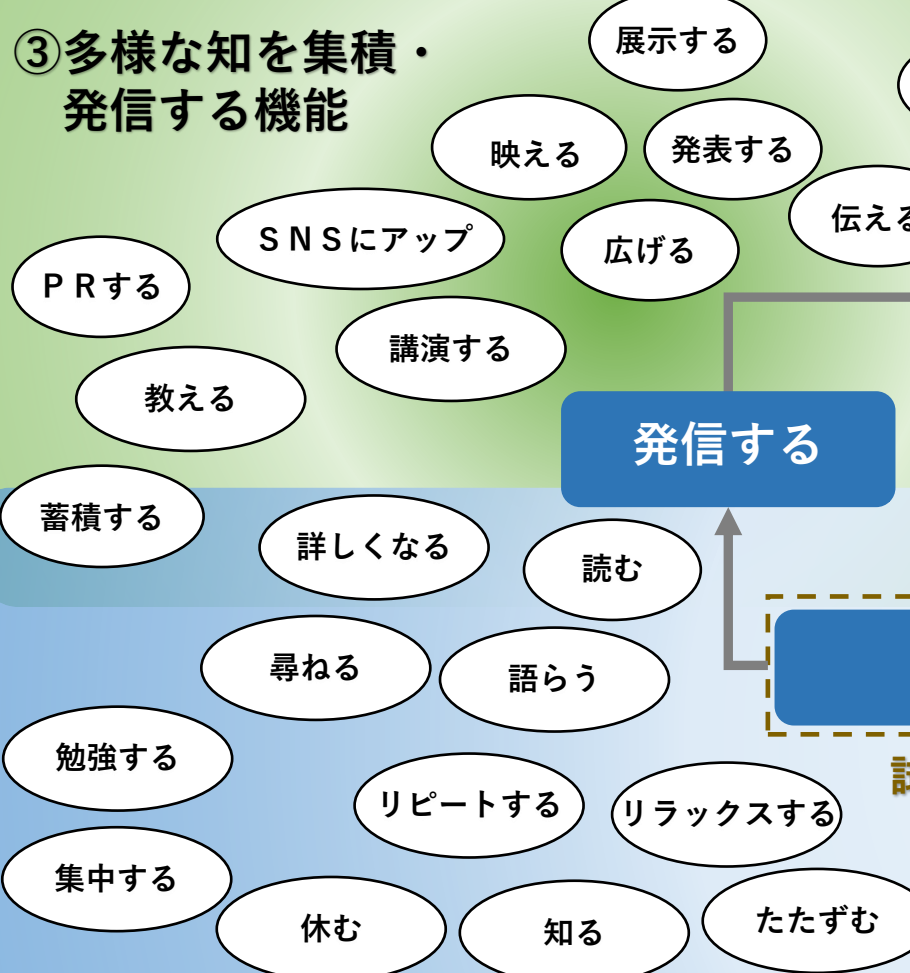 ③多様な知を集積・
発信する機能
展示する
映える
発表する
伝える
ＳＮＳにアップ
広げる
ＰＲする
講演する
教える
発信する
蓄積する
詳しくなる
読む
尋ねる
語らう
勉強する
リピートする
リラックスする
集中する
休む
知る
たたずむ